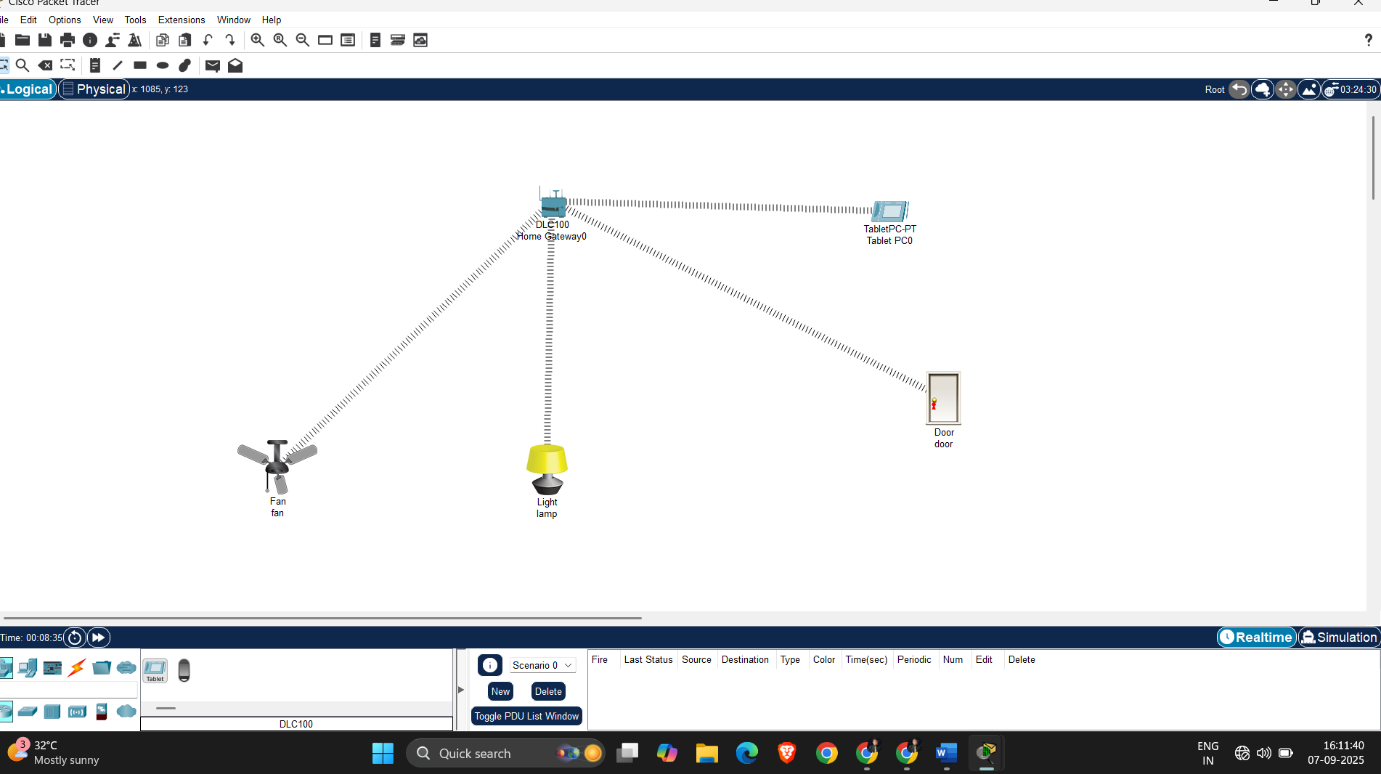 Cisco Packet Tracer
ile Edit Options View Tools Extensions Window Help
?
Logical Physical x: 1085, y: 123 Root 03:24:30
DLC100
Home Gateway0
TabletPC-PT
Tablet PC0
Door
door
Fan
fan
Light
lamp
Time: 00:08:35 Realtime Simulation
Scenario 0 Fire Last Status Source Destination Type Color Time(sec) Periodic Num Edit Delete
Tablet
New Delete
Toggle PDU List Window
DLC100
3 32°C
Mostly sunny
Quick search
ENG
IN
16:11:40
07-09-2025